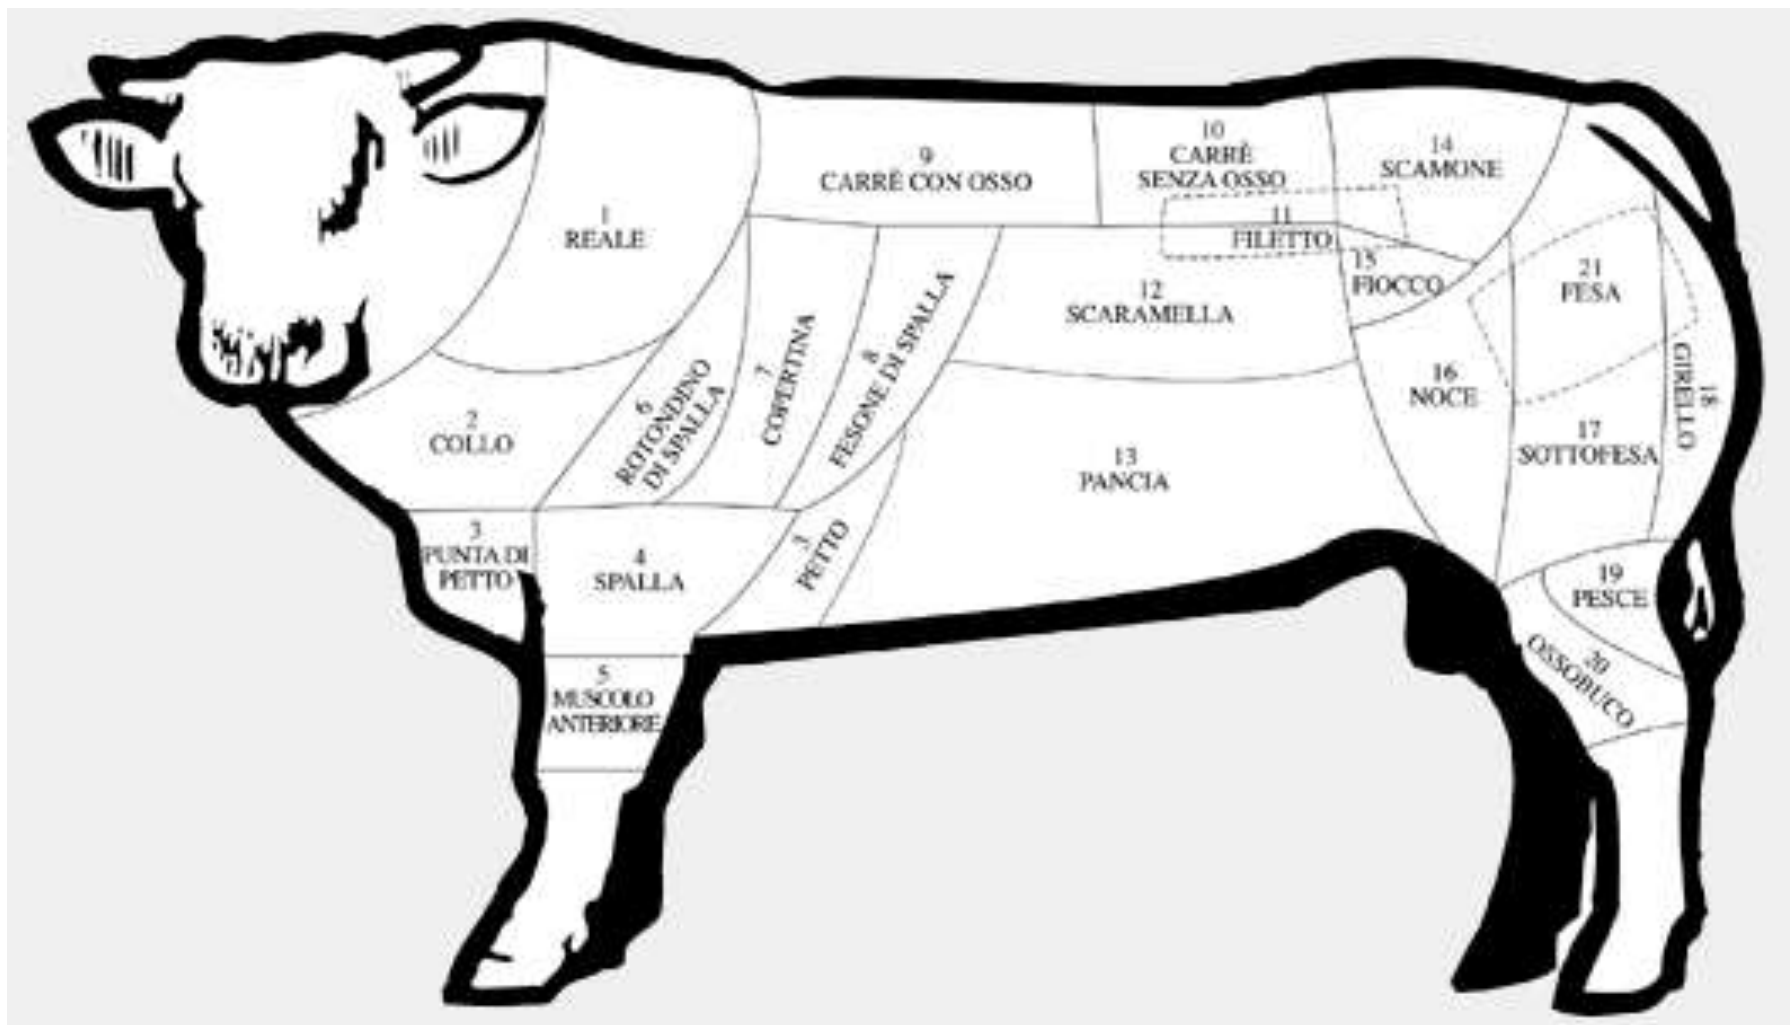 1
REALE
2
COLLO
3
PUNTA DI
PETTO
4
SPALLA
5
MUSCOLO
ANTERIORE
6
ROTONDINO
DI SPALLA
7
COPERTINA
8
FESONE DI SPALLA
3
PETTO
9
CARRÈ CON OSSO
10
CARRÈ
SENZA OSSO
11
FILETTO
12
SCARAMELLA
13
PANCIA
14
SCAMONE
15
FIOCCO
16
NOCE
17
SOTTOFESA
18
GIRELLO
19
PESCE
20
OSSOBUCO
21
FESA